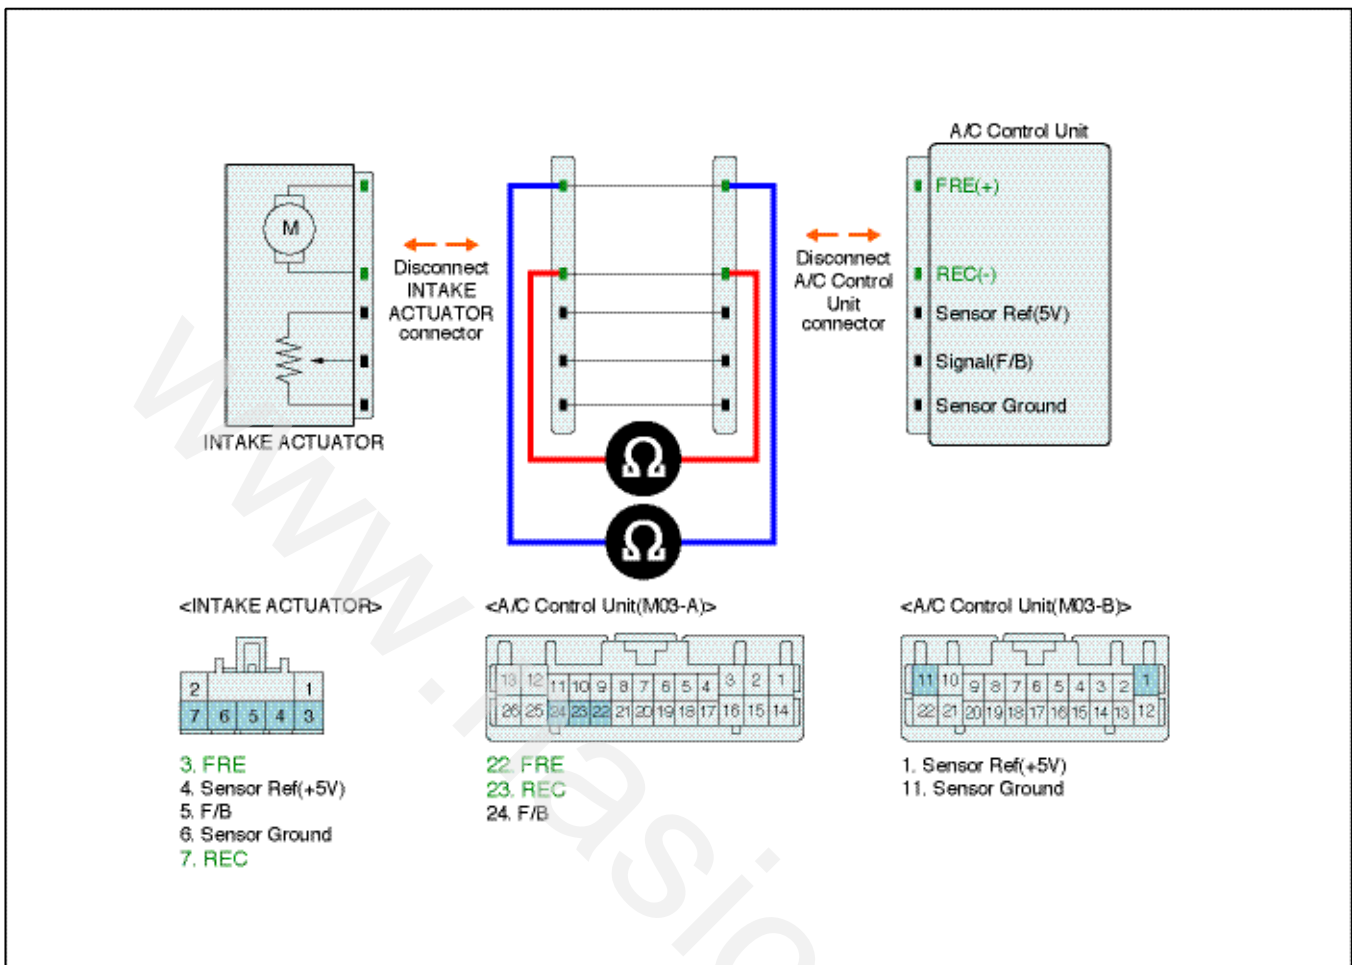 A/C Control Unit
FRE(+)
REC(-)
Sensor Ref(5V)
Signal(F/B)
Sensor Ground
M
INTAKE ACTUATOR
Disconnect
INTAKE
ACTUATOR
connector
Disconnect
A/C Control
Unit
connector
Ω
Ω
<INTAKE ACTUATOR>
2 1
7 6 5 4 3
3. FRE
4. Sensor Ref(+5V)
5. F/B
6. Sensor Ground
7. REC
<A/C Control Unit(M03-A)>
13 12 11 10 9 8 7 6 5 4 3 2 1
26 25 24 23 22 21 20 19 18 17 16 15 14
22. FRE
23. REC
24. F/B
<A/C Control Unit(M03-B)>
11 10 9 8 7 6 5 4 3 2 1
22 21 20 19 18 17 16 15 14 13 12
1. Sensor Ref(+5V)
11. Sensor Ground